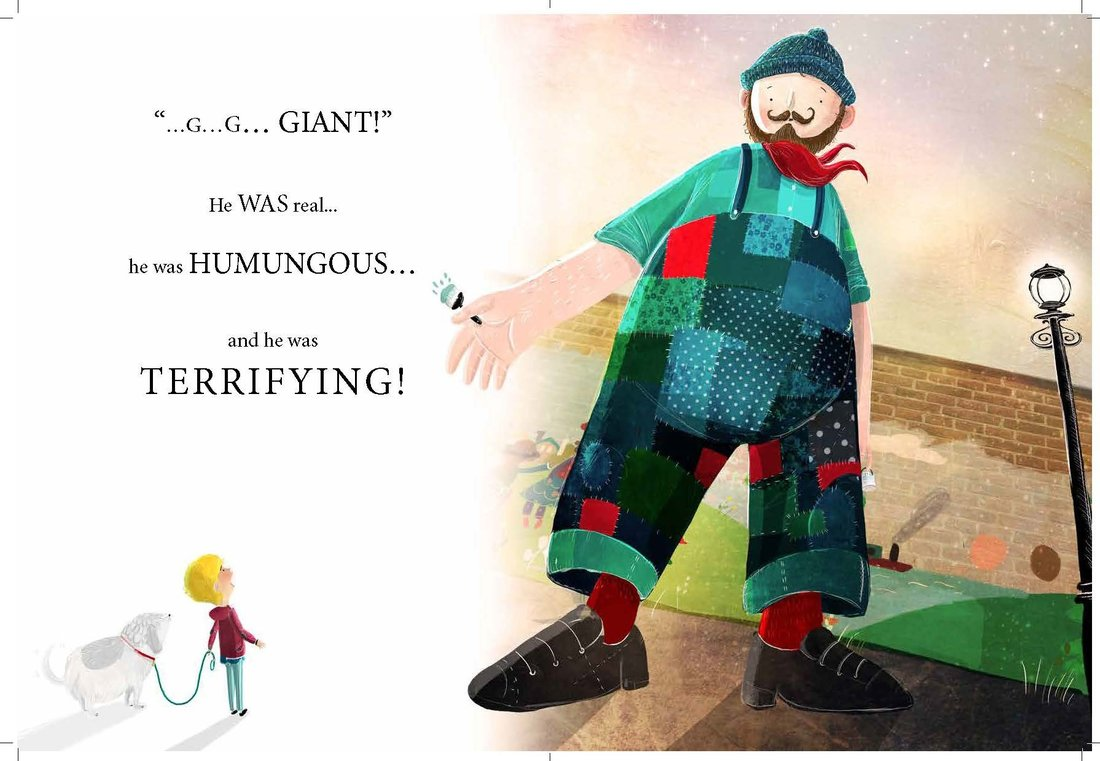 “...G...G... GIANT!”
He WAS real...
he was HUMUNGOUS...
and he was
TERRIFYING!